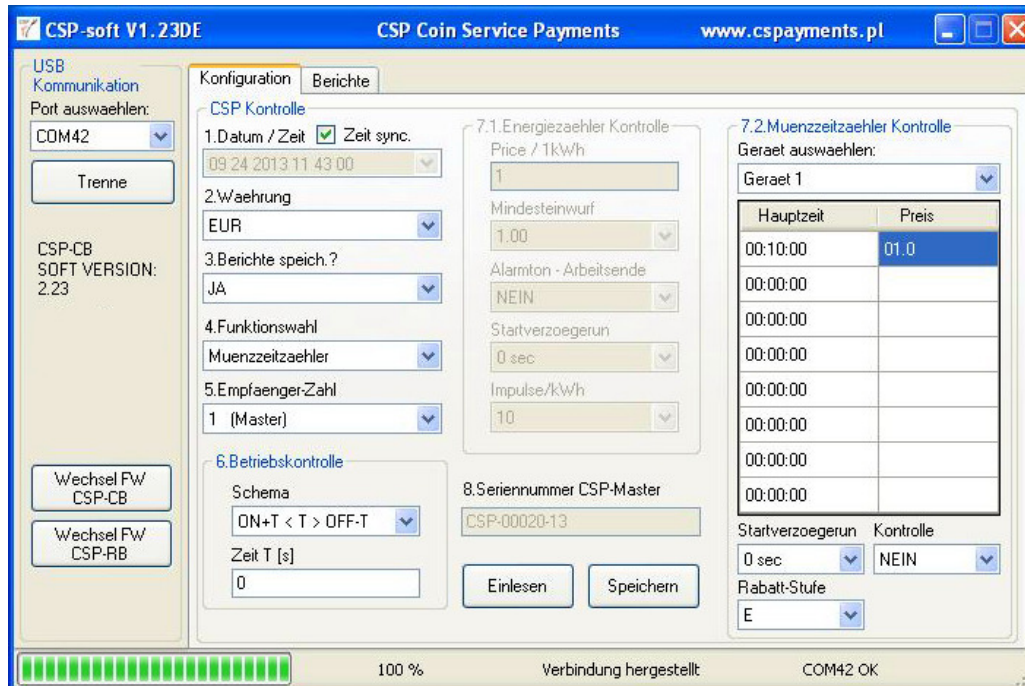 CSP-soft V1.23DE CSP Coin Service Payments www.cspayments.pl
USB
Kommunikation
Port auswaehlen:
COM42
Trenne
CSP-CB
SOFT VERSION:
2.23
Wechsel FW
CSP-CB
Wechsel FW
CSP-RB
Konfiguration Berichte
CSP Kontrolle
1.Datum / Zeit Zeit sync.
09 24 2013 11 43 00
2.Waehrung
EUR
3.Berichte speich.?
JA
4.Funktionswahl
Muenzzeitzaehler
5.Empfaenger-Zahl
1 (Master)
6.Betriebskontrolle
Schema
ON+T < T > OFF-T
Zeit T [s]
0
7.1.Energiezaehler Kontrolle
Price / 1kWh
1
Mindesteinwurf
1.00
Alarmton - Arbeitsende
NEIN
Startverzoegerun
0 sec
Impulse/kWh
10
8.Seriennummer CSP-Master
CSP-00020-13
Einlesen Speichern
7.2.Muenzzeitzaehler Kontrolle
Geraet auswaehlen:
Geraet 1
Hauptzeit Preis
00:10:00 01.0
00:00:00
00:00:00
00:00:00
00:00:00
00:00:00
00:00:00
00:00:00
Startverzoegerun Kontrolle
0 sec NEIN
Rabatt-Stufe
E
100 % Verbindung hergestellt COM42 OK